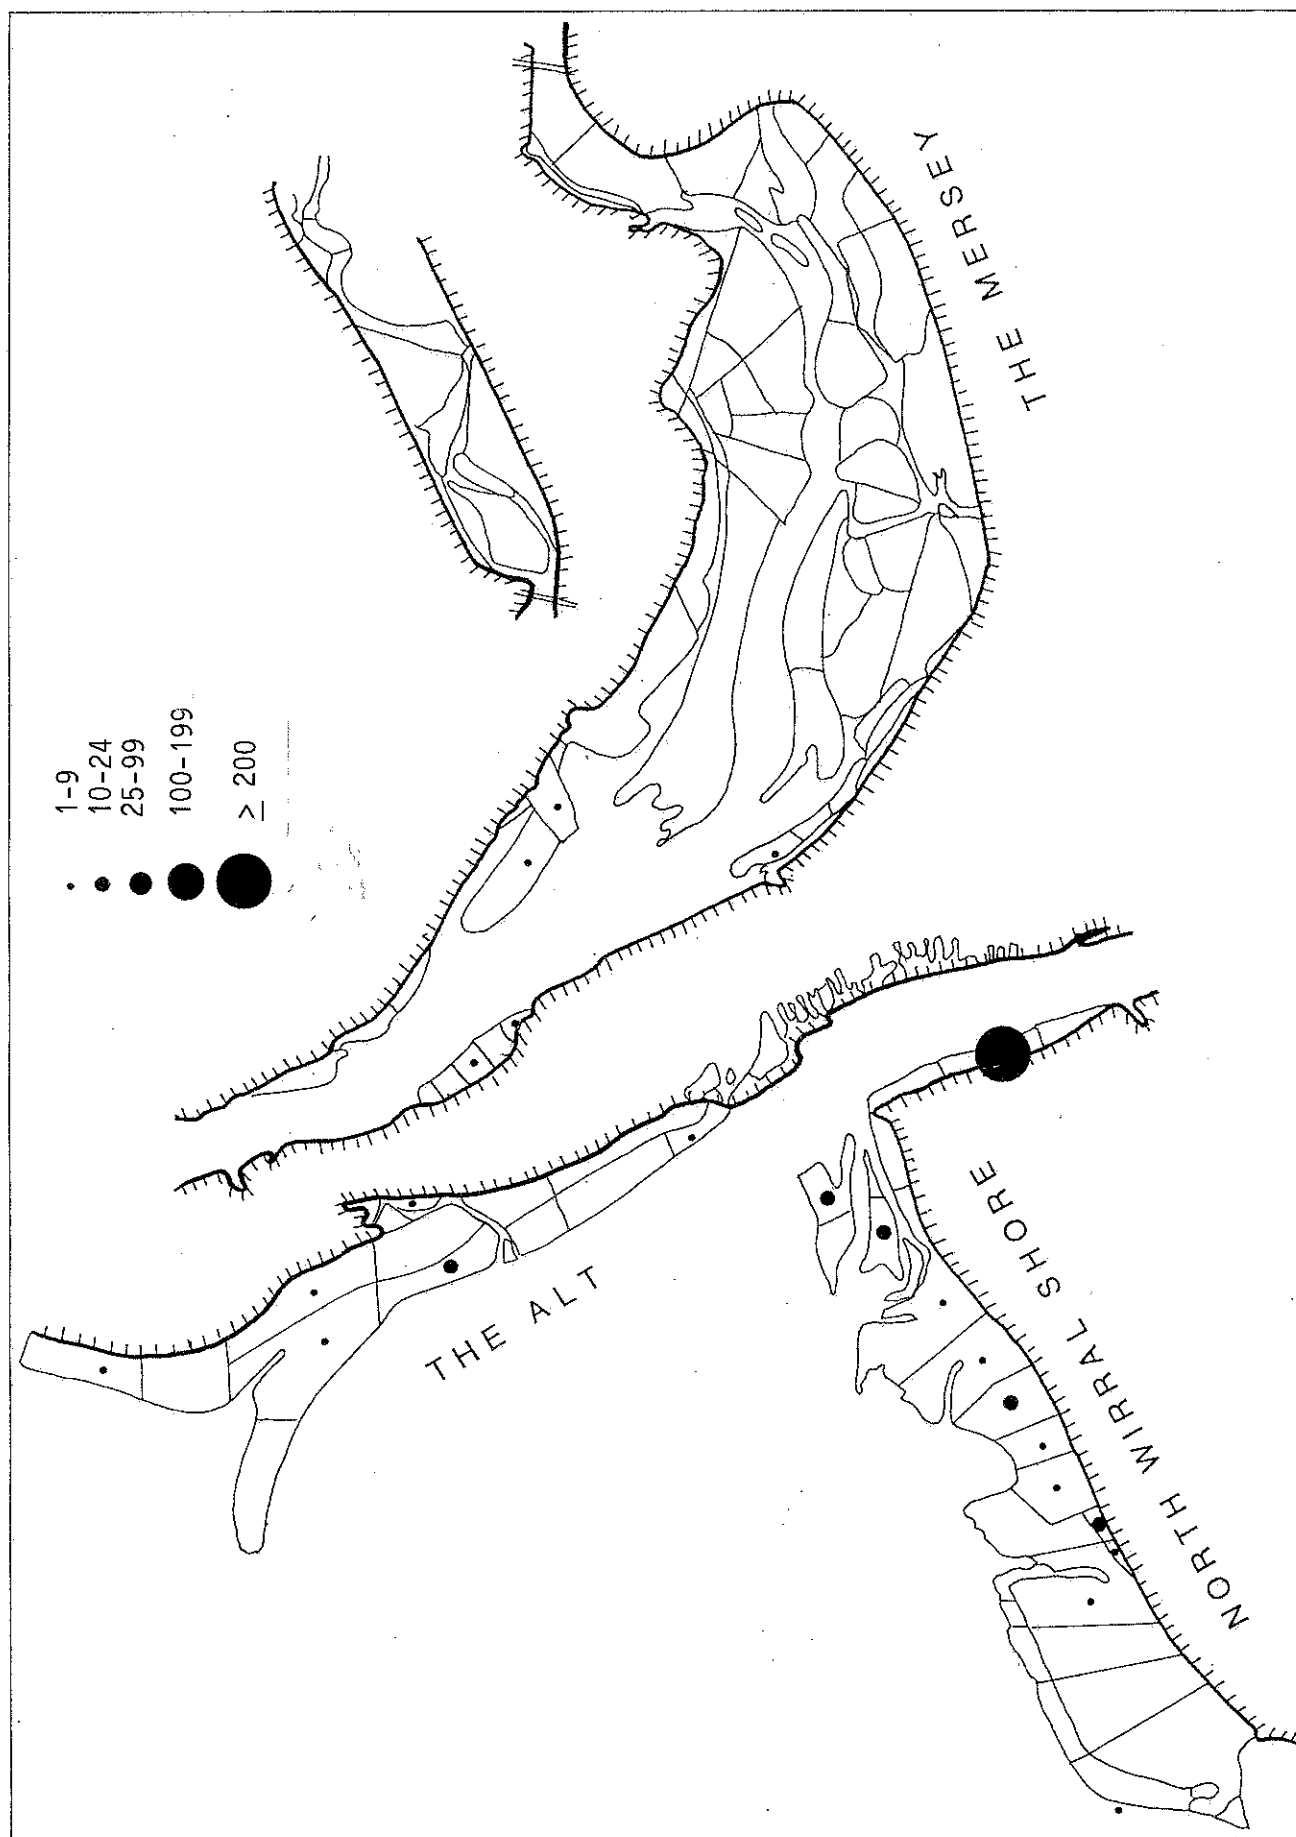 1-9
10-24
25-99
100-199
≥ 200
THE MERSEY
THE ALT
NORTH WIRRAL SHORE